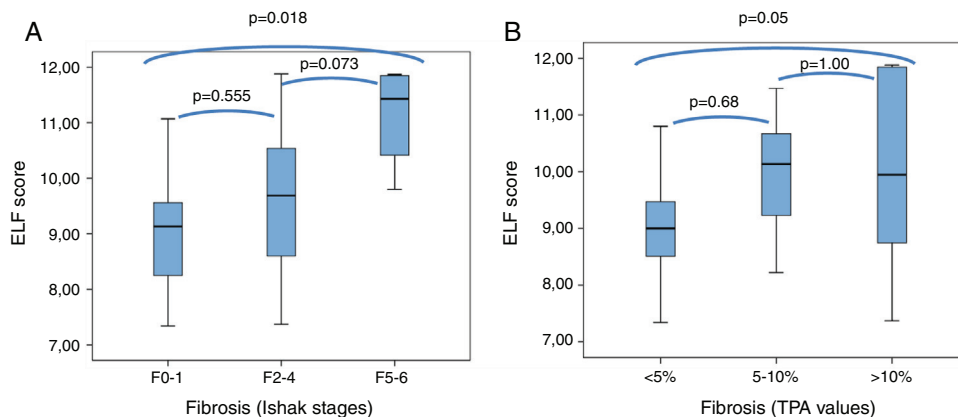 A
p=0.018
12,00
11,00
10,00
9,00
8,00
7,00
ELF score
p=0.555
p=0.073
F0-1
F2-4
F5-6
Fibrosis (Ishak stages)
B
p=0.05
12,00
11,00
10,00
9,00
8,00
7,00
ELF score
p=0.68
p=1.00
<5%
5-10%
>10%
Fibrosis (TPA values)